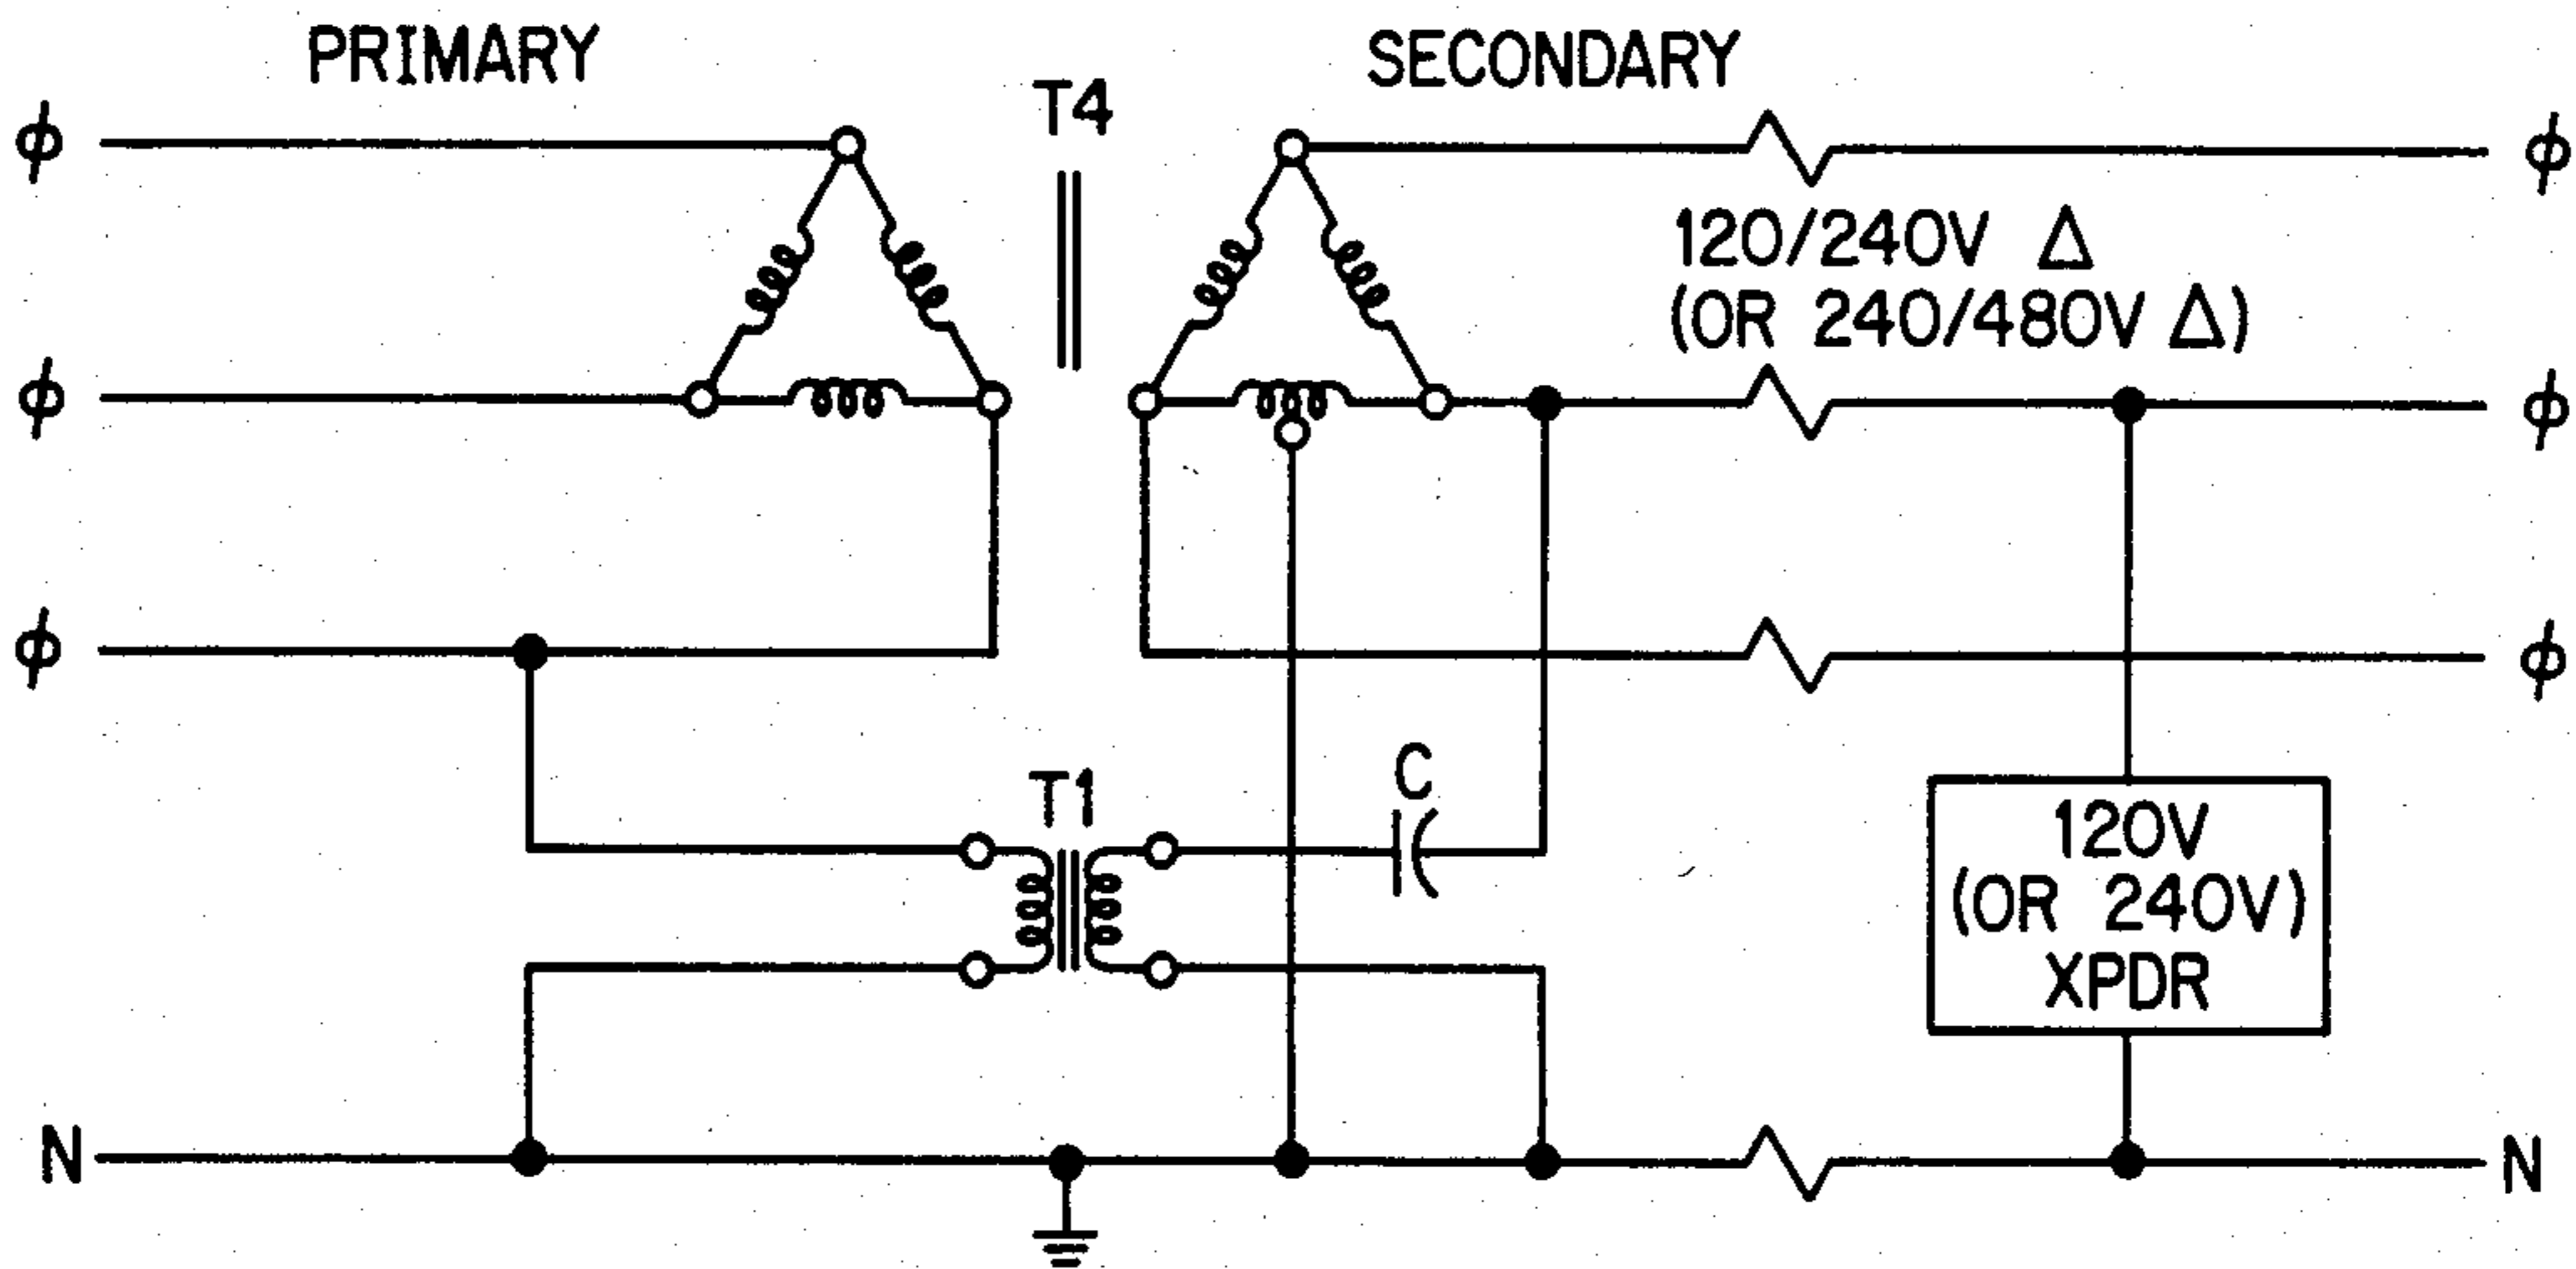 PRIMARY
SECONDARY
T4
ϕ
ϕ
120/240V Δ
(OR 240/480V Δ)
ϕ
ϕ
ϕ
ϕ
T1
C
120V
(OR 240V)
XPDR
N
N